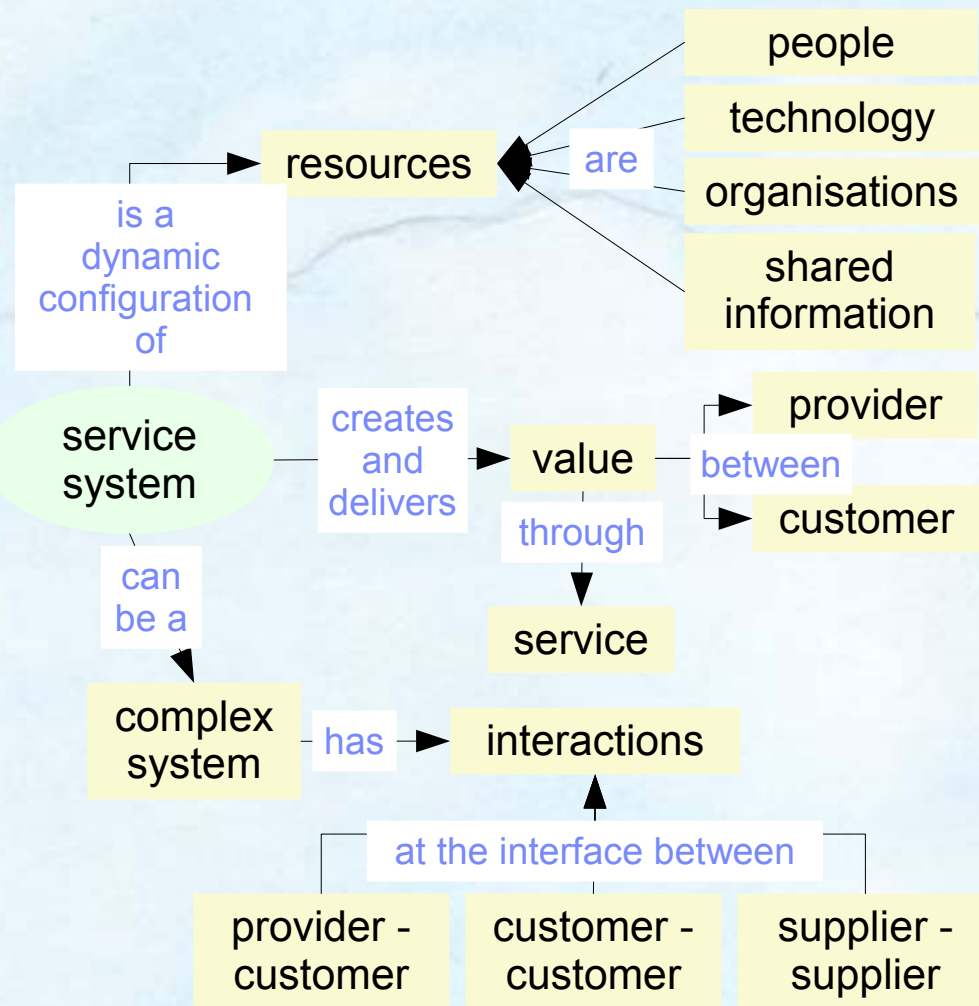 people
technology
resources
are
organisations
is a
dynamic
configuration
of
shared
information
service
system
creates
and
delivers
value
between
provider
customer
through
service
can
be a
complex
system
has
interactions
at the interface between
provider -
customer
customer -
customer
supplier -
supplier